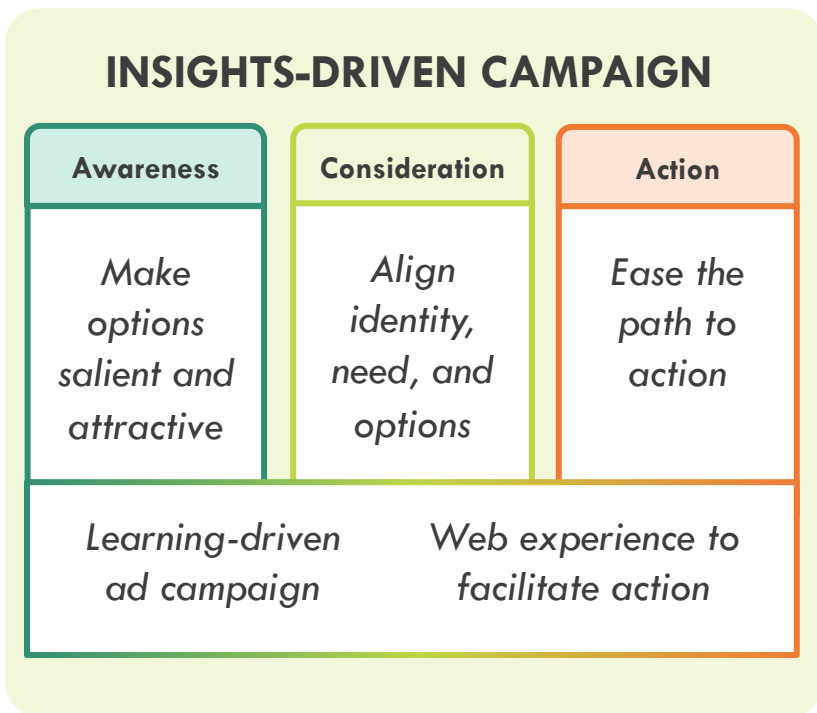 INSIGHTS-DRIVEN CAMPAIGN
Awareness
Make
options
salient and
attractive
Consideration
Align
identity,
need, and
options
Action
Ease the
path to
action
Learning-driven
ad campaign
Web experience to
facilitate action